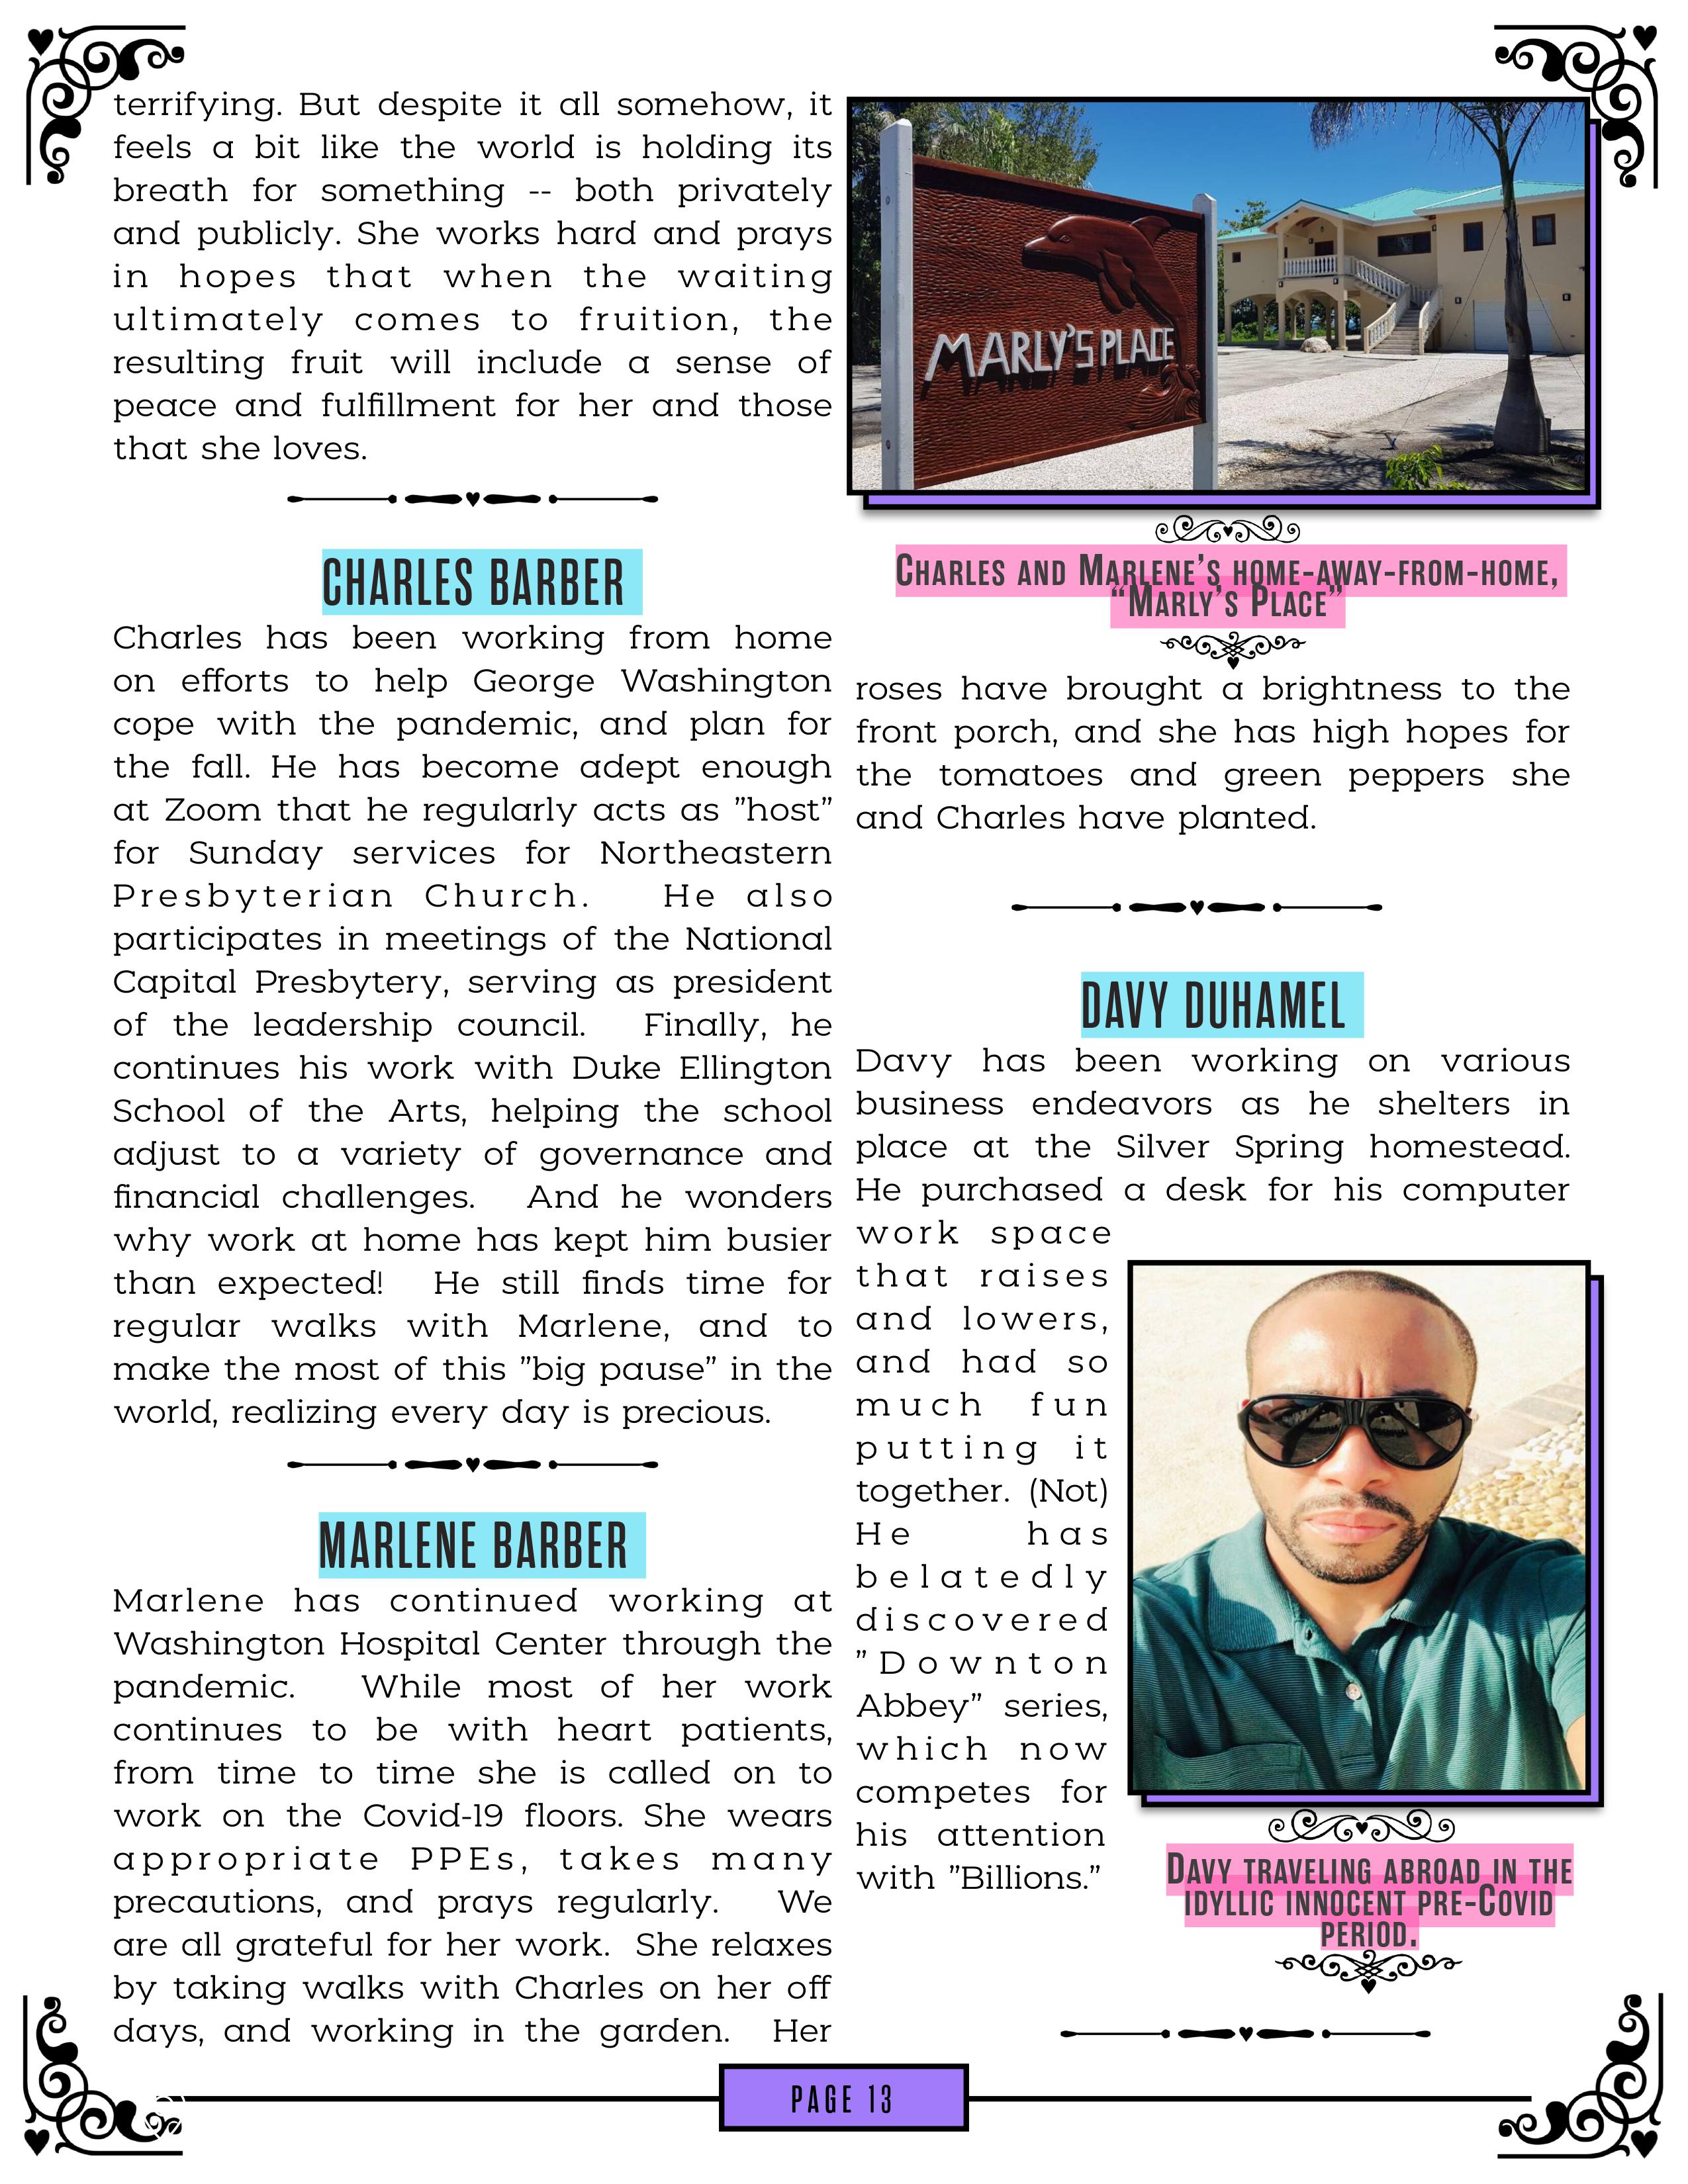 terrifying. But despite it all somehow, it
feels a bit like the world is holding its
breath for something -- both privately
and publicly. She works hard and prays
in hopes that when the waiting
ultimately comes to fruition, the
resulting fruit will include a sense of
peace and fulfillment for her and those
that she loves.
CHARLES BARBER
Charles has been working from home
on efforts to help George Washington
cope with the pandemic, and plan for
the fall. He has become adept enough
at Zoom that he regularly acts as "host"
for Sunday services for Northeastern
Presbyterian Church. He also
participates in meetings of the National
Capital Presbytery, serving as president
of the leadership council. Finally, he
continues his work with Duke Ellington
School of the Arts, helping the school
adjust to a variety of governance and
financial challenges. And he wonders
why work at home has kept him busier
than expected! He still finds time for
regular walks with Marlene, and to
make the most of this "big pause" in the
world, realizing every day is precious.
MARLENE BARBER
Marlene has continued working at
Washington Hospital Center through the
pandemic. While most of her work
continues to be with heart patients,
from time to time she is called on to
work on the Covid-19 floors. She wears
appropriate PPEs, takes many
precautions, and prays regularly. We
are all grateful for her work. She relaxes
by taking walks with Charles on her off
days, and working in the garden. Her
MARLY'S PLACE
CHARLES AND MARLENE'S HOME-AWAY-FROM-HOME,
"MARLY'S PLACE"
roses have brought a brightness to the
front porch, and she has high hopes for
the tomatoes and green peppers she
and Charles have planted.
DAVY DUHAMEL
Davy has been working on various
business endeavors as he shelters in
place at the Silver Spring homestead.
He purchased a desk for his computer
work space
that raises
and lowers,
and had so
much fun
putting it
together. (Not)
He has
belatedly
discovered
"Downton
Abbey" series,
which now
competes for
his attention
with "Billions."
DAVY TRAVELING ABROAD IN THE
IDYLLIC INNOCENT PRE-COVID
PERIOD.
PAGE 13